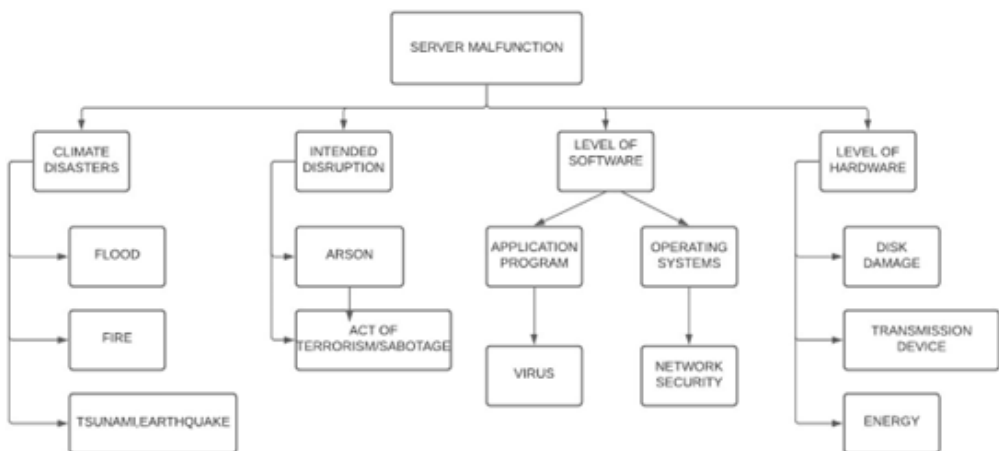 SERVER MALFUNCTION
CLIMATE
DISASTERS
INTENDED
DISRUPTION
LEVEL OF
SOFTWARE
LEVEL OF
HARDWARE
FLOOD
ARSON
APPLICATION
PROGRAM
OPERATING
SYSTEMS
DISK
DAMAGE
FIRE
ACT OF
TERRORISM/SABOTAGE
VIRUS
NETWORK
SECURITY
TRANSMISSION
DEVICE
TSUNAMI,EARTHQUAKE
ENERGY